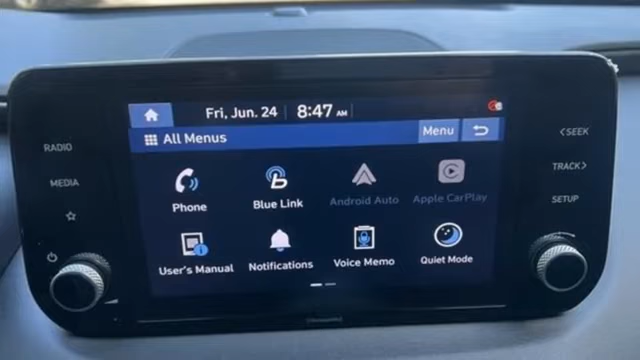 Fri, Jun. 24 8:47 AM
All Menus Menu
RADIO
MEDIA
< SEEK
TRACK >
SETUP
Phone Blue Link Android Auto Apple CarPlay
User's Manual Notifications Voice Memo Quiet Mode